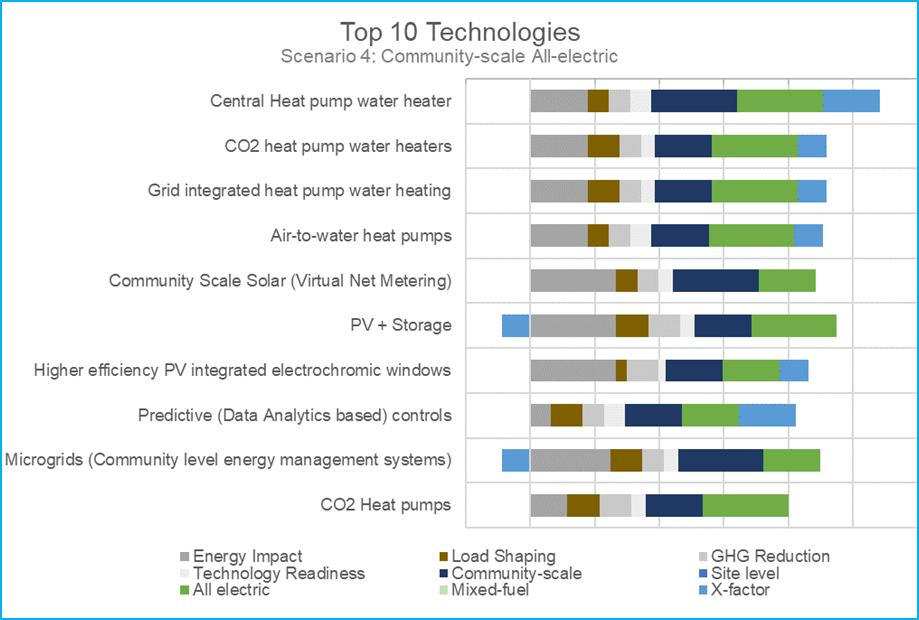 Top 10 Technologies
Scenario 4: Community-scale All-electric
Central Heat pump water heater
CO2 heat pump water heaters
Grid integrated heat pump water heating
Air-to-water heat pumps
Community Scale Solar (Virtual Net Metering)
PV + Storage
Higher efficiency PV integrated electrochromic windows
Predictive (Data Analytics based) controls
Microgrids (Community level energy management systems)
CO2 Heat pumps
Energy Impact Load Shaping GHG Reduction
Technology Readiness Community-scale Site level
All electric Mixed-fuel X-factor